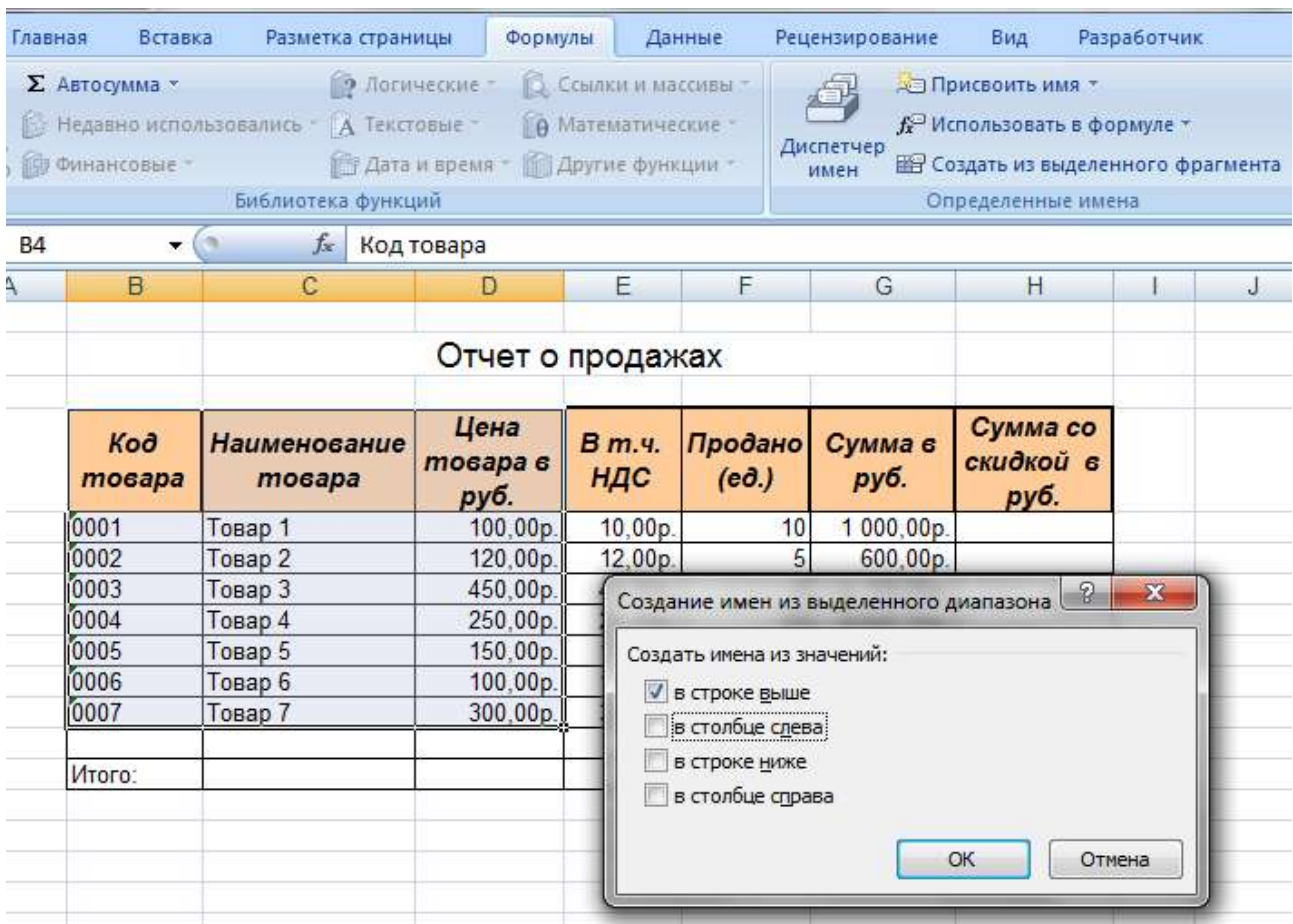 Главная Вставка Разметка страницы Формулы Данные Рецензирование Вид Разработчик
Σ Автосумма Логические Ссылки и массивы Присвоить имя
Недавно использовались Текстовые Математические Использовать в формуле
Финансовые Дата и время Другие функции Диспетчер имен Создать из выделенного фрагмента
Библиотека функций Определенные имена
B4 fx Код товара
A B C D E F G H I J
Отчет о продажах
Код товара Наименование товара Цена товара в руб. В т.ч. НДС Продано (ед.) Сумма в руб. Сумма со скидкой в руб.
0001 Товар 1 100,00р. 10,00р. 10 1 000,00р.
0002 Товар 2 120,00р. 12,00р. 5 600,00р.
0003 Товар 3 450,00р.
0004 Товар 4 250,00р.
0005 Товар 5 150,00р.
0006 Товар 6 100,00р.
0007 Товар 7 300,00р.
Итого:
Создание имен из выделенного диапазона
Создать имена из значений:
в строке выше
в столбце слева
в строке ниже
в столбце справа
ОК Отмена